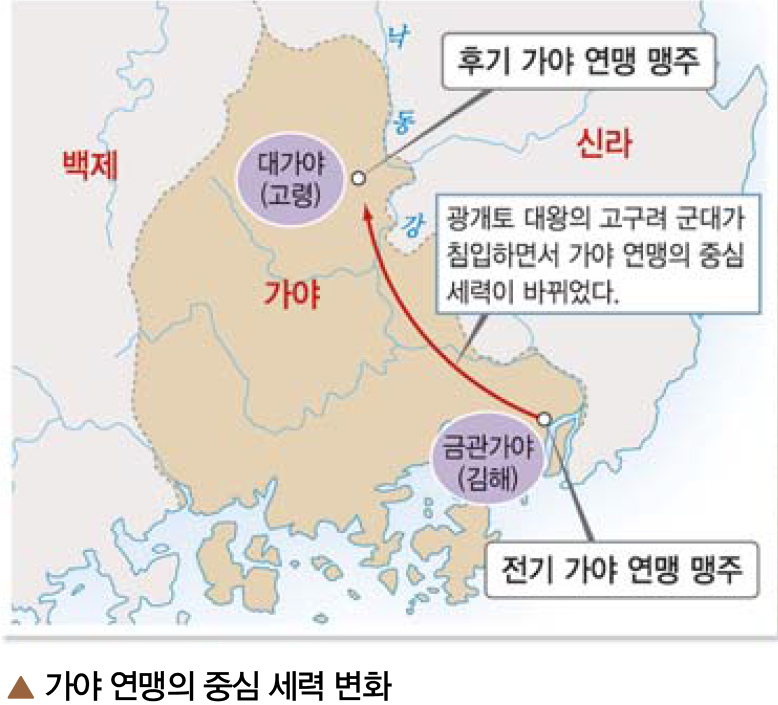 후기 가야 연맹 맹주
낙
동
강
백제
신라
대가야
(고령)
광개토 대왕의 고구려 군대가
침입하면서 가야 연맹의 중심
세력이 바뀌었다.
가야
금관가야
(김해)
전기 가야 연맹 맹주
▲ 가야 연맹의 중심 세력 변화